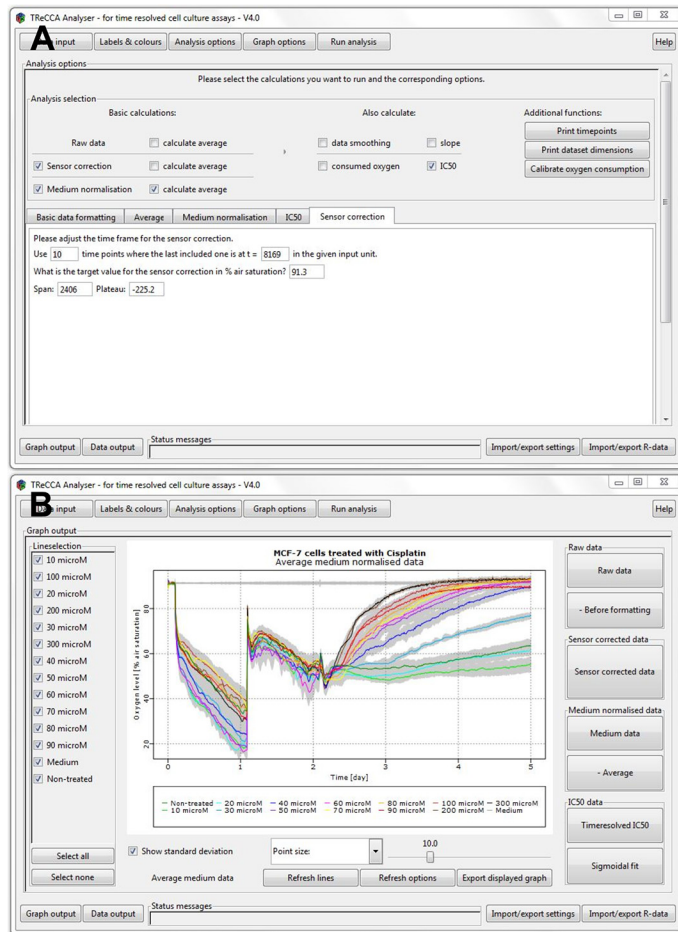 TReCCA Analyser - for time resolved cell culture assays - V4.0
A
input Labels & colours Analysis options Graph options Run analysis Help
Analysis options
Please select the calculations you want to run and the corresponding options.
Analysis selection
Basic calculations: Also calculate: Additional functions:
Raw data calculate average data smoothing slope Print timepoints
Print dataset dimensions
Sensor correction calculate average consumed oxygen IC50 Calibrate oxygen consumption
Medium normalisation calculate average
Basic data formatting Average Medium normalisation IC50 Sensor correction
Please adjust the time frame for the sensor correction.
Use 10 time points where the last included one is at t = 8169 in the given input unit.
What is the target value for the sensor correction in % air saturation? 91.3
Span: 2406 Plateau: -225.2
Graph output Data output Status messages Import/export settings Import/export R-data
TReCCA Analyser - for time resolved cell culture assays - V4.0
B
input Labels & colours Analysis options Graph options Run analysis Help
Graph output
Lineselection
10 microM
100 microM
20 microM
200 microM
30 microM
300 microM
40 microM
50 microM
60 microM
70 microM
80 microM
90 microM
Medium
Non-treated
Select all
Select none
MCF-7 cells treated with Cisplatin
Average medium normalised data
Oxygen level [% air saturation]
80
60
40
20
0 1 2 3 4 5
Time [day]
Non-treated 20 microM 40 microM 60 microM 80 microM 100 microM 300 microM
10 microM 30 microM 50 microM 70 microM 90 microM 200 microM Medium
Show standard deviation Point size: 10.0
Average medium data Refresh lines Refresh options Export displayed graph
Raw data
Raw data
- Before formatting
Sensor corrected data
Sensor corrected data
Medium normalised data
Medium data
- Average
IC50 data
Timeresolved IC50
Sigmoidal fit
Graph output Data output Status messages Import/export settings Import/export R-data